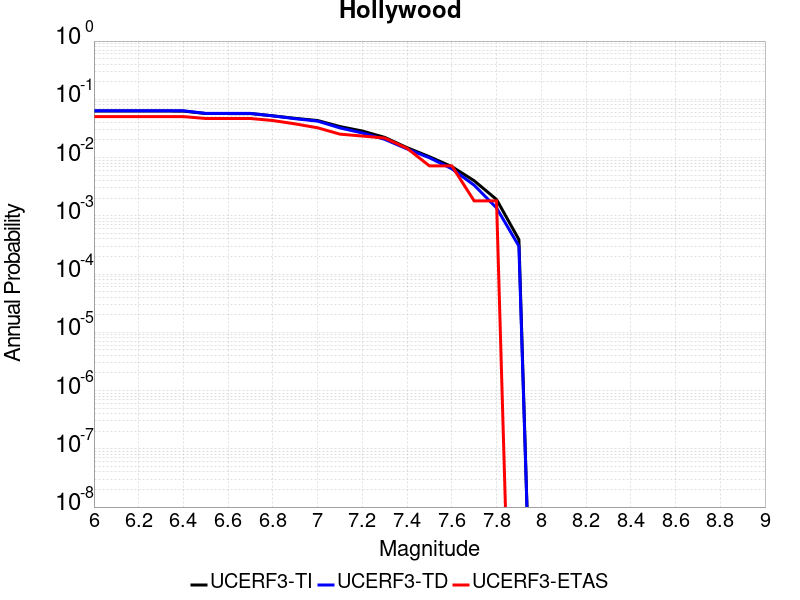 Hollywood
10^0
10^-1
10^-2
10^-3
10^-4
10^-5
10^-6
10^-7
10^-8
Annual Probability
6 6.2 6.4 6.6 6.8 7 7.2 7.4 7.6 7.8 8 8.2 8.4 8.6 8.8 9
Magnitude
UCERF3-TI UCERF3-TD UCERF3-ETAS